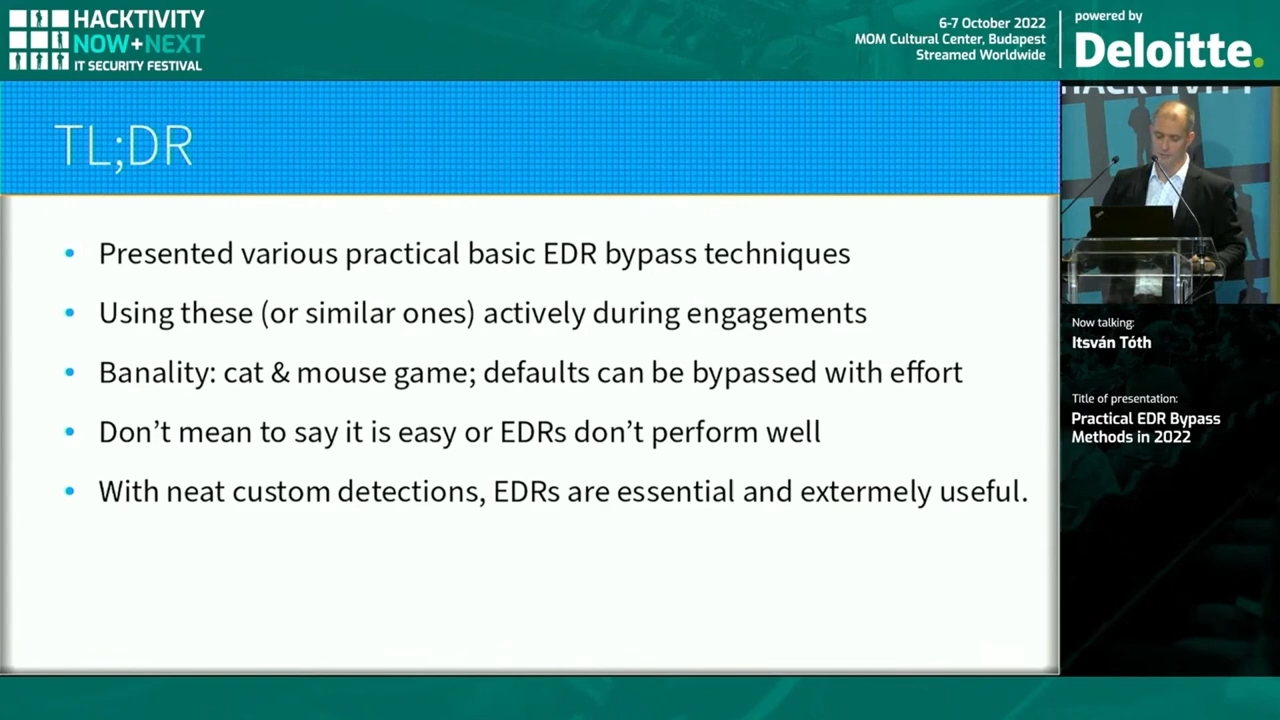 HACKTIVITY
NOW+NEXT
IT SECURITY FESTIVAL
6-7 October 2022
MOM Cultural Center, Budapest
Streamed Worldwide
powered by
Deloitte.
TL;DR
• Presented various practical basic EDR bypass techniques
• Using these (or similar ones) actively during engagements
• Banality: cat & mouse game; defaults can be bypassed with effort
• Don’t mean to say it is easy or EDRs don’t perform well
• With neat custom detections, EDRs are essential and extermely useful.
HACKTIVITY
Now talking:
Itsván Tóth
Title of presentation:
Practical EDR Bypass
Methods in 2022